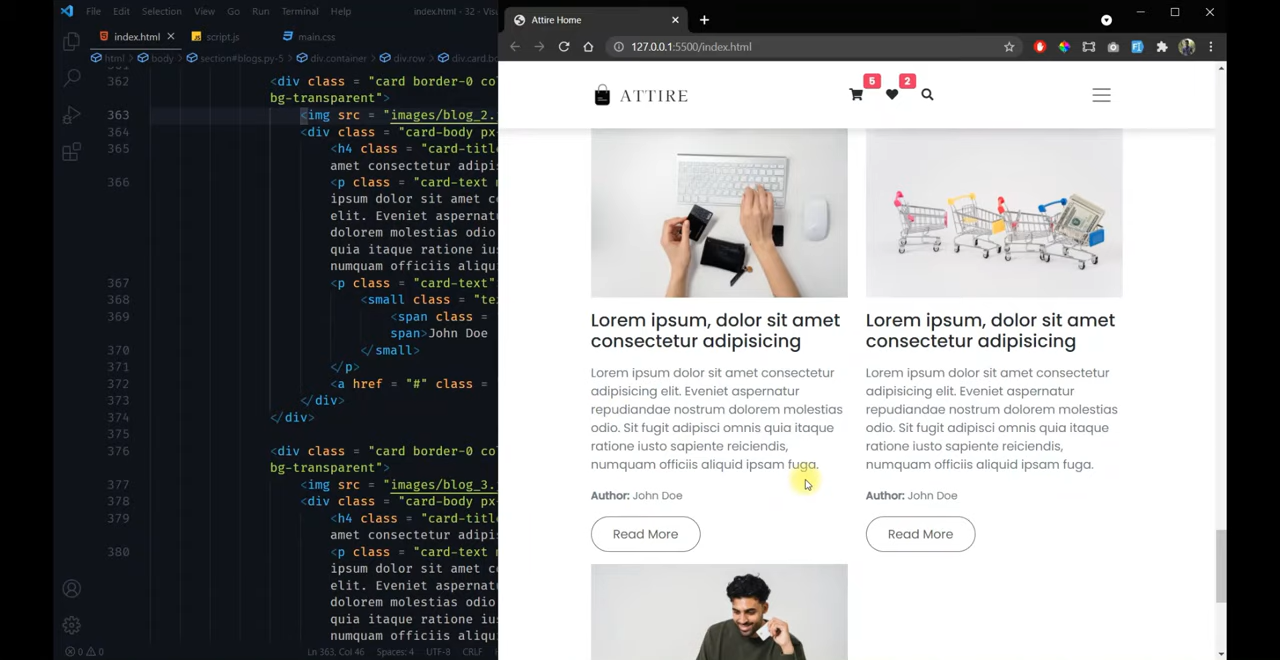 File Edit Selection View Go Run Terminal Help
index.html - 32 - Visu
index.html
script.js
main.css
html
body
section#blogs.py-5
div.container
div.row
div.card.bo
362 <div class = "card border-0 col
bg-transparent">
363 <img src = "images/blog_2.
364 <div class = "card-body px-
365 <h4 class = "card-title
amet consectetur adipis
366 <p class = "card-text m
ipsum dolor sit amet co
elit. Eveniet aspernatu
dolorem molestias odio
quia itaque ratione ius
numquam officiis aliqui
367 <p class = "card-text"
368 <small class = "te
369 <span class =
span>John Doe
370 </small>
371 </p>
372 <a href = "#" class =
373 </div>
374 </div>
375
376 <div class = "card border-0 col
bg-transparent">
377 <img src = "images/blog_3.
378 <div class = "card-body px-
379 <h4 class = "card-title
amet consectetur adipis
380 <p class = "card-text m
ipsum dolor sit amet co
elit. Eveniet aspernatu
dolorem molestias odio
quia itaque ratione ius
numquam officiis aliqui
0 0 Ln 363, Col 46 Spaces: 4 UTF-8 CRLF
Attire Home
127.0.0.1:5500/index.html
ATTIRE
5
2
Lorem ipsum, dolor sit amet
consectetur adipisicing
Lorem ipsum dolor sit amet consectetur
adipisicing elit. Eveniet aspernatur
repudiandae nostrum dolorem molestias
odio. Sit fugit adipisci omnis quia itaque
ratione iusto sapiente reiciendis,
numquam officiis aliquid ipsam fuga.
Author: John Doe
Read More
Lorem ipsum, dolor sit amet
consectetur adipisicing
Lorem ipsum dolor sit amet consectetur
adipisicing elit. Eveniet aspernatur
repudiandae nostrum dolorem molestias
odio. Sit fugit adipisci omnis quia itaque
ratione iusto sapiente reiciendis,
numquam officiis aliquid ipsam fuga.
Author: John Doe
Read More